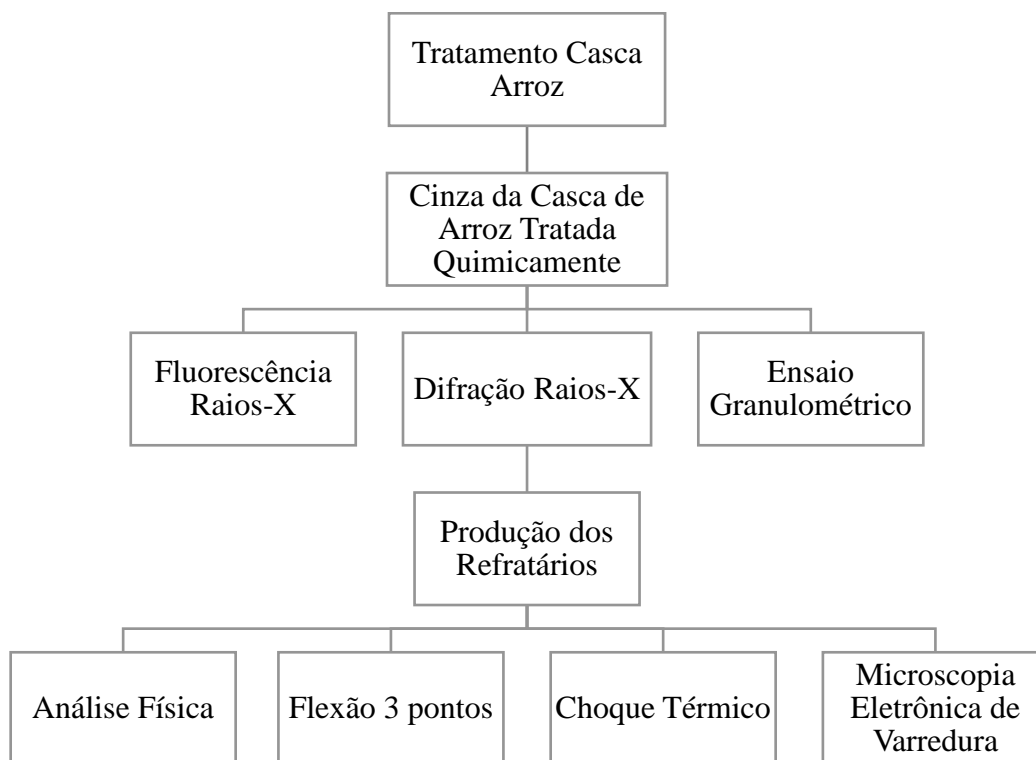 Tratamento Casca
Arroz
Cinza da Casca de
Arroz Tratada
Quimicamente
Fluorescência
Raios-X
Difração Raios-X
Ensaio
Granulométrico
Produção dos
Refratários
Análise Física
Flexão 3 pontos
Choque Térmico
Microscopia
Eletrônica de
Varredura